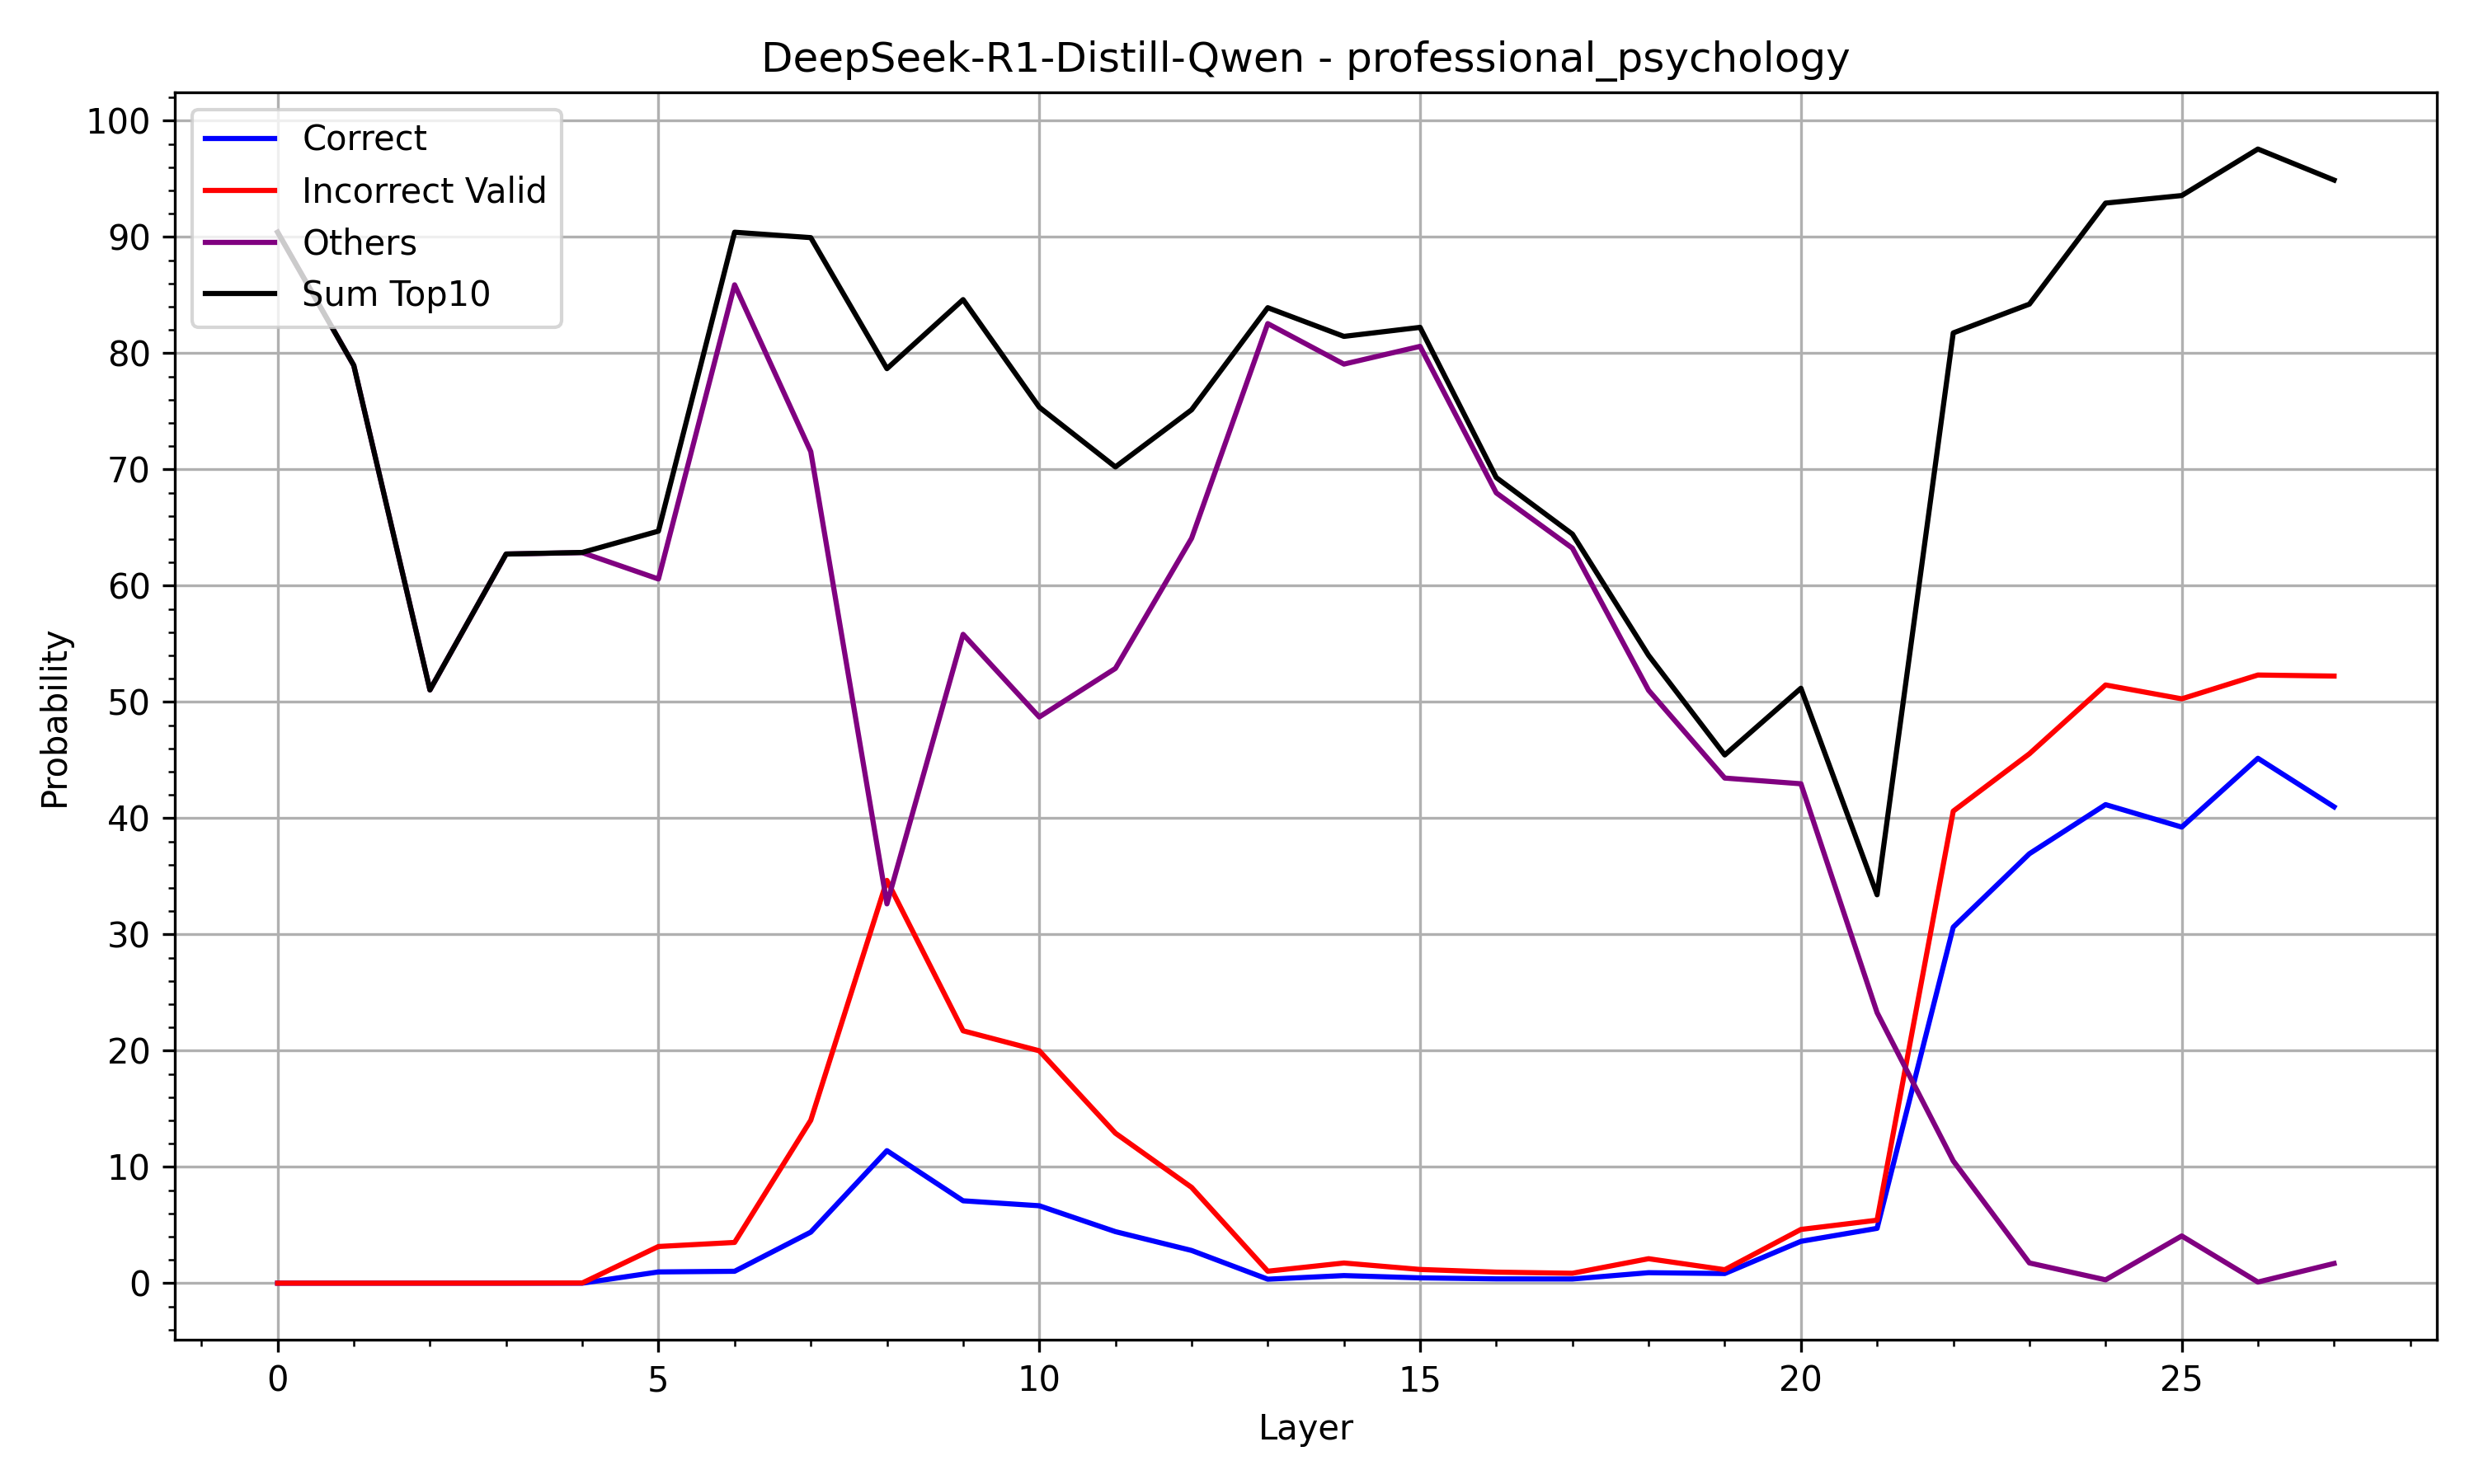 DeepSeek-R1-Distill-Qwen - professional_psychology
Correct
Incorrect Valid
Others
Sum Top10
100
90
80
70
60
50
40
30
20
10
0
Probability
0 5 10 15 20 25
Layer